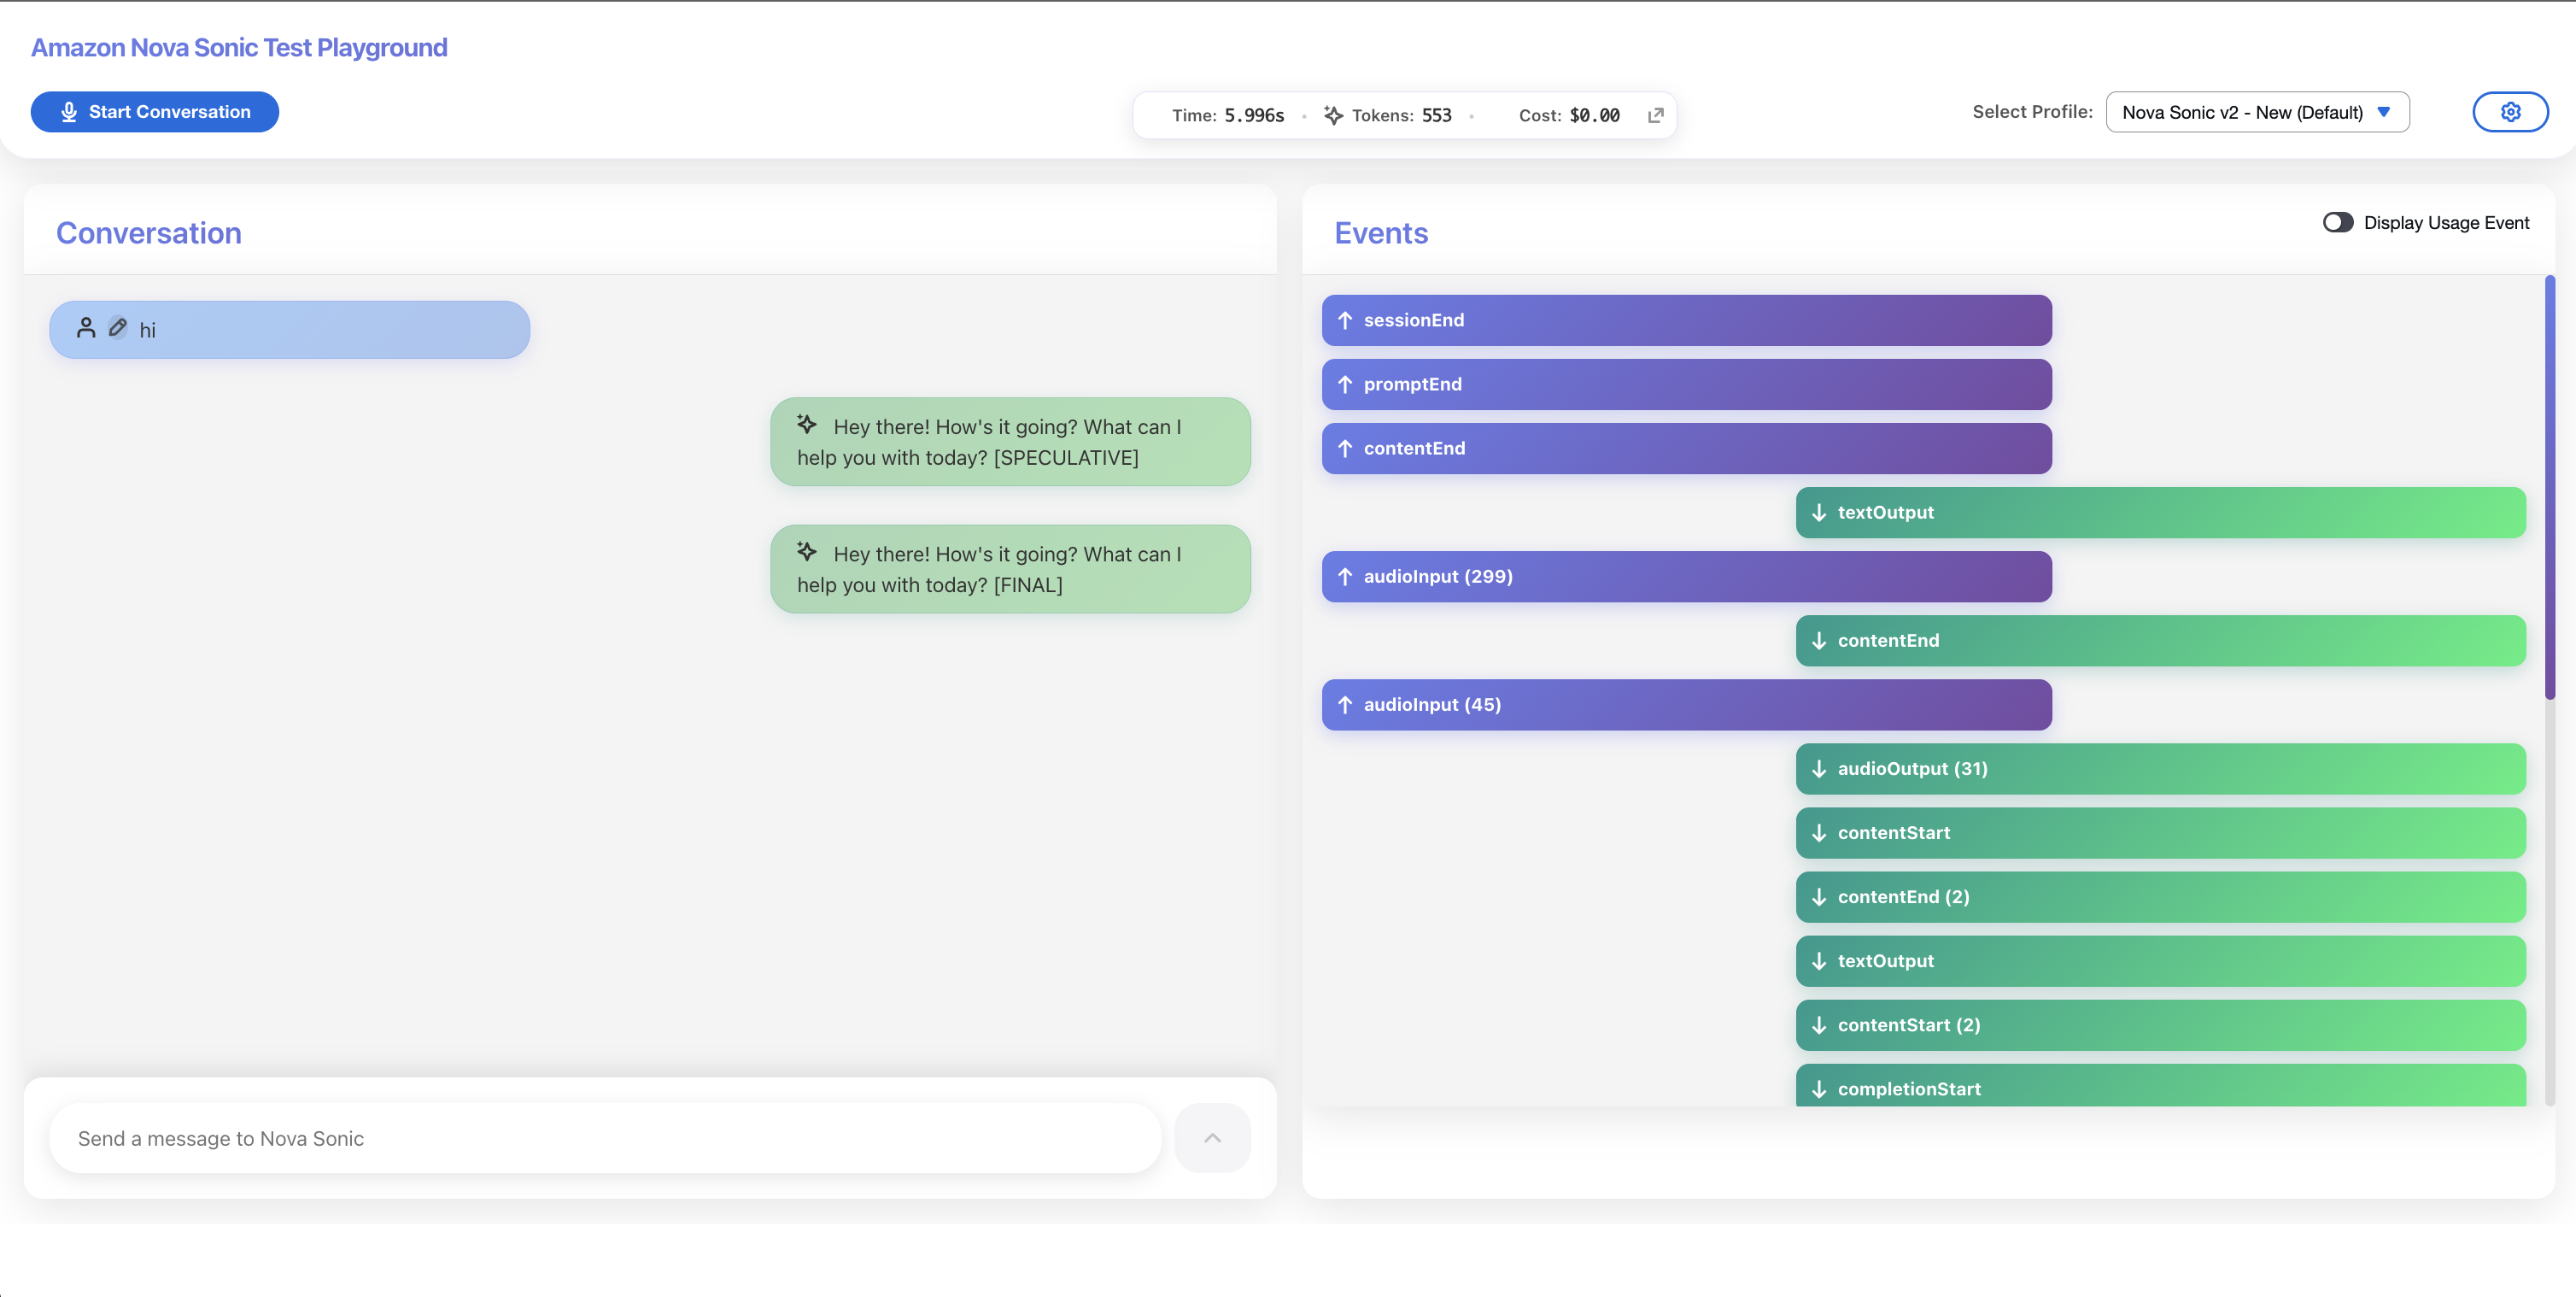 Amazon Nova Sonic Test Playground
Start Conversation
Time: 5.996s • Tokens: 553 • Cost: $0.00
Select Profile: Nova Sonic v2 - New (Default)
Conversation
hi
Hey there! How's it going? What can I
help you with today? [SPECULATIVE]
Hey there! How's it going? What can I
help you with today? [FINAL]
Send a message to Nova Sonic
Events
Display Usage Event
sessionEnd
promptEnd
contentEnd
textOutput
audioInput (299)
contentEnd
audioInput (45)
audioOutput (31)
contentStart
contentEnd (2)
textOutput
contentStart (2)
completionStart